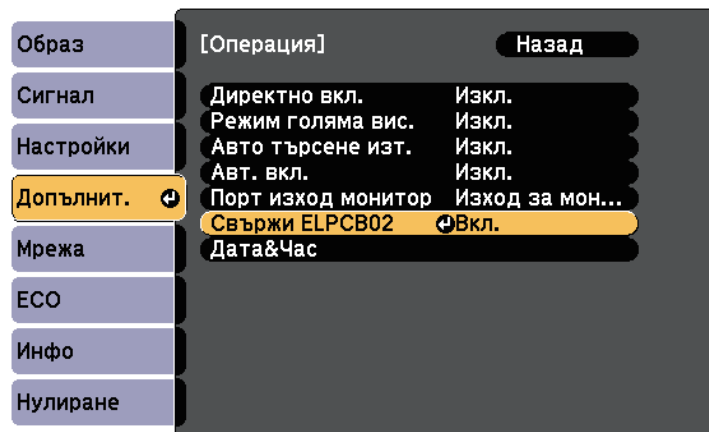 Образ
Сигнал
Настройки
Допълнит.
Мрежа
ECO
Инфо
Нулиране
[Операция] Назад
Директно вкл. Изкл.
Режим голяма вис. Изкл.
Авто търсене изт. Изкл.
Авт. вкл. Изкл.
Порт изход монитор Изход за мон...
Свържи ELPCB02 Вкл.
Дата&Час